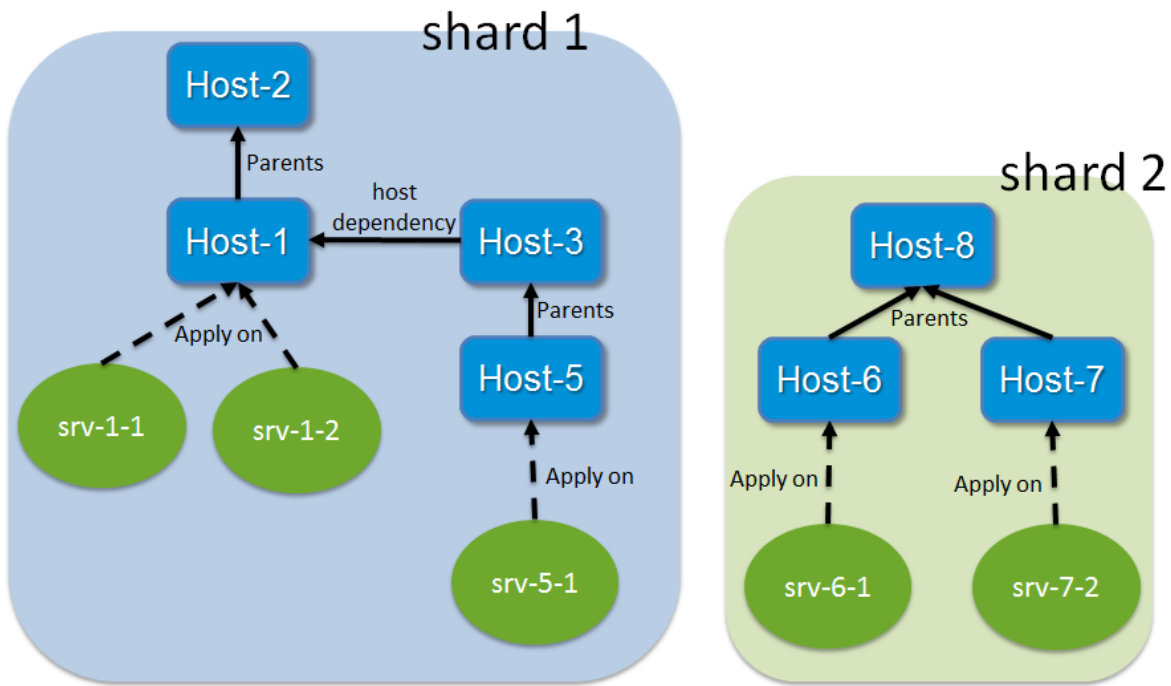 shard 1
Host-2
Parents
host
dependency
Host-1
Host-3
Parents
Apply on
Host-5
srv-1-1
srv-1-2
Apply on
srv-5-1
shard 2
Host-8
Parents
Host-6
Host-7
Apply on
Apply on
srv-6-1
srv-7-2